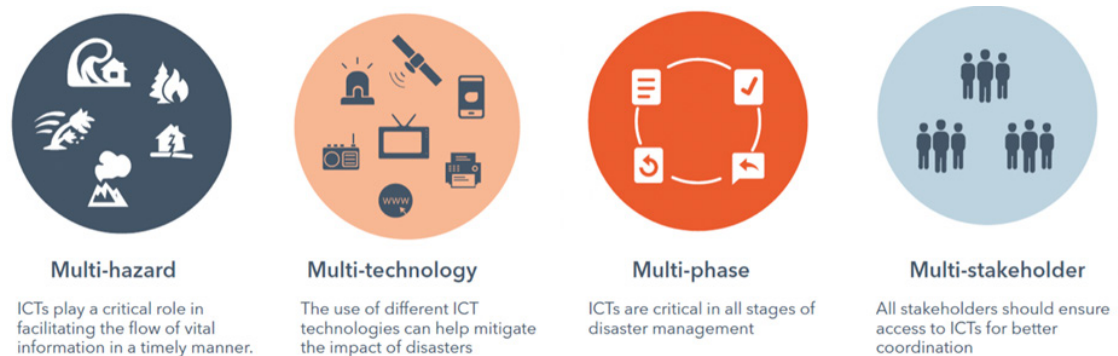 www
Multi-hazard
ICTs play a critical role in
facilitating the flow of vital
information in a timely manner.
Multi-technology
The use of different ICT
technologies can help mitigate
the impact of disasters
Multi-phase
ICTs are critical in all stages of
disaster management
Multi-stakeholder
All stakeholders should ensure
access to ICTs for better
coordination